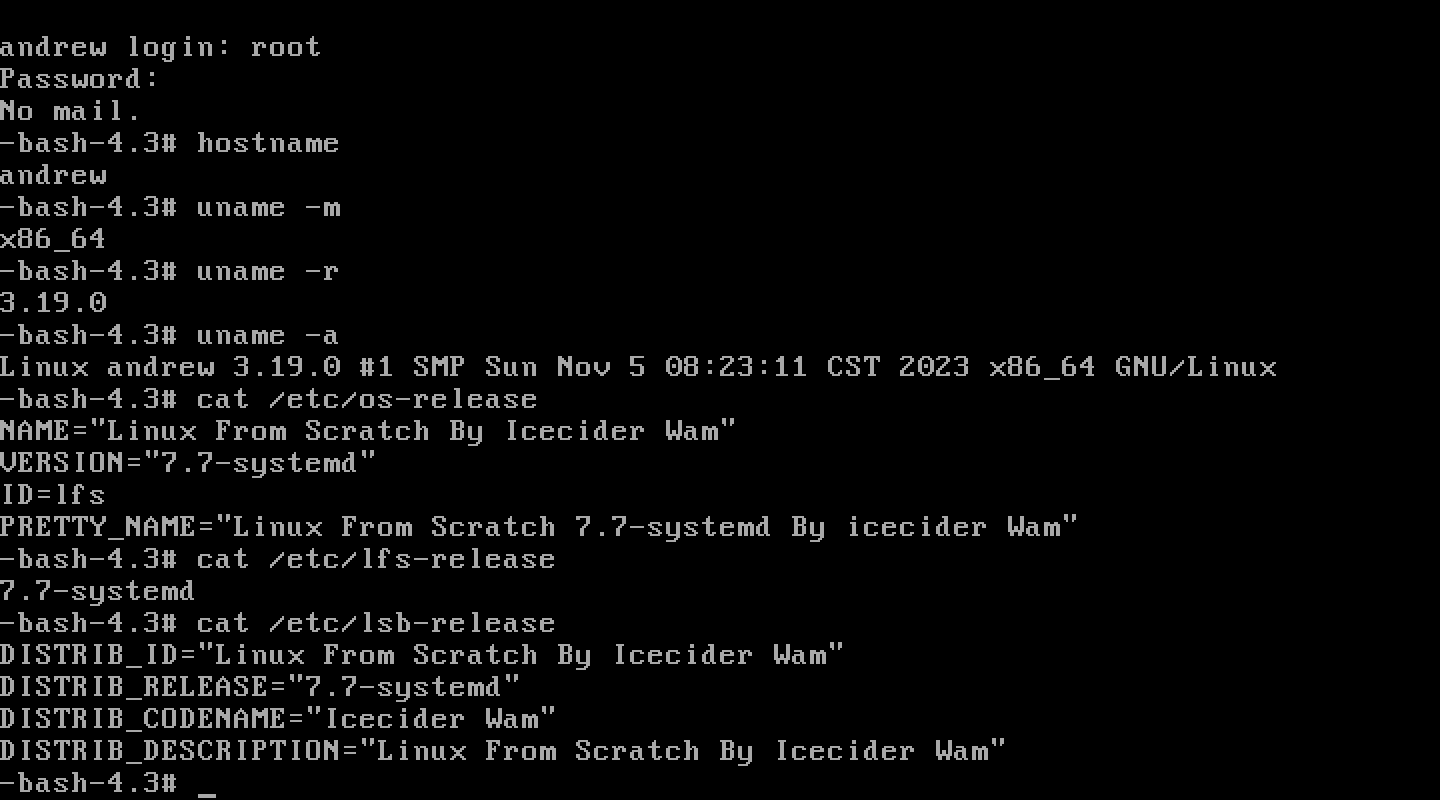 andrew login: root
Password:
No mail.
-bash-4.3# hostname
andrew
-bash-4.3# uname -m
x86_64
-bash-4.3# uname -r
3.19.0
-bash-4.3# uname -a
Linux andrew 3.19.0 #1 SMP Sun Nov 5 08:23:11 CST 2023 x86_64 GNU/Linux
-bash-4.3# cat /etc/os-release
NAME="Linux From Scratch By Icecider Wam"
VERSION="7.7-systemd"
ID=lfs
PRETTY_NAME="Linux From Scratch 7.7-systemd By icecider Wam"
-bash-4.3# cat /etc/lfs-release
7.7-systemd
-bash-4.3# cat /etc/lsb-release
DISTRIB_ID="Linux From Scratch By Icecider Wam"
DISTRIB_RELEASE="7.7-systemd"
DISTRIB_CODENAME="Icecider Wam"
DISTRIB_DESCRIPTION="Linux From Scratch By Icecider Wam"
-bash-4.3# _